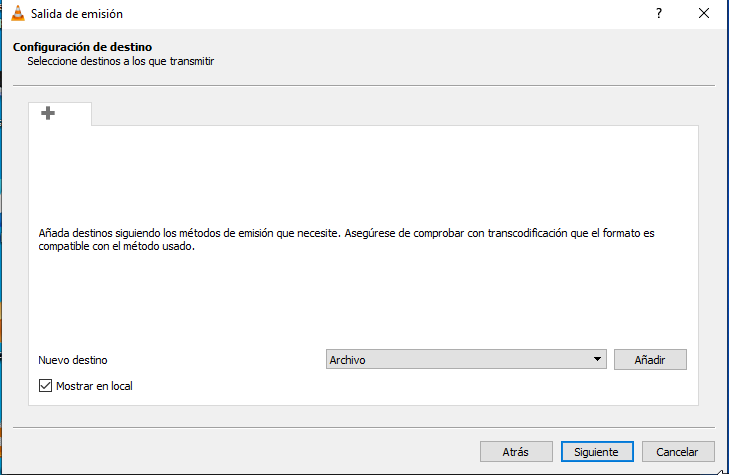 Salida de emisión
?
Configuración de destino
Seleccione destinos a los que transmitir
Añada destinos siguiendo los métodos de emisión que necesite. Asegúrese de comprobar con transcodificación que el formato es
compatible con el método usado.
Nuevo destino
Archivo
Añadir
Mostrar en local
Atrás
Siguiente
Cancelar